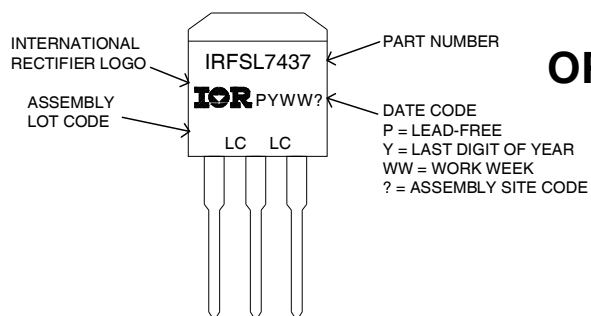 INTERNATIONAL
RECTIFIER LOGO
ASSEMBLY
LOT CODE
IRFSL7437
IOR PYWW?
LC LC
PART NUMBER
DATE CODE
P = LEAD-FREE
Y = LAST DIGIT OF YEAR
WW = WORK WEEK
? = ASSEMBLY SITE CODE